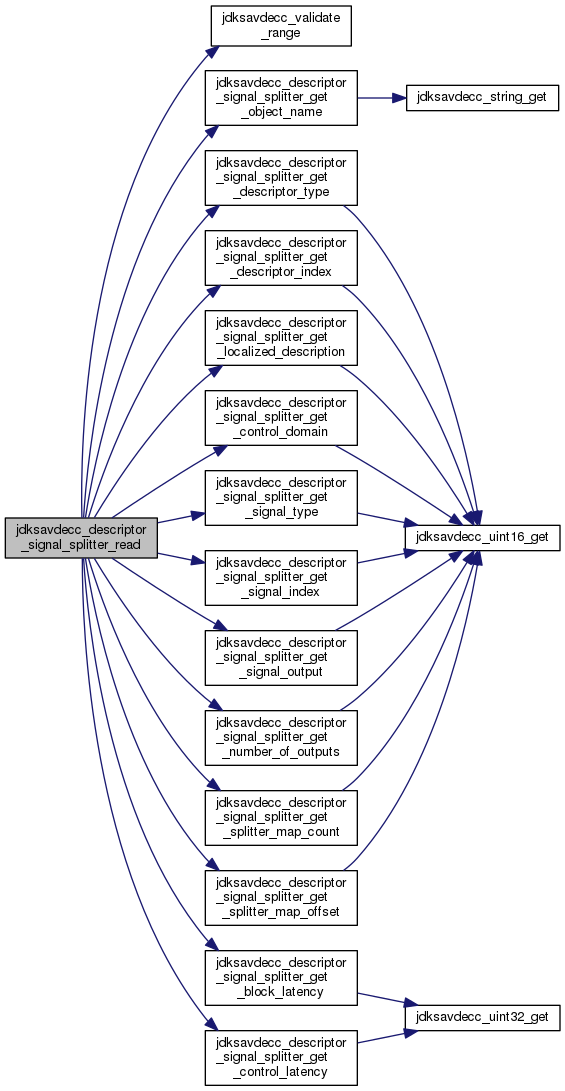 jdksavdecc_validate
_range
jdksavdecc_descriptor
_signal_splitter_get
_object_name
jdksavdecc_string_get
jdksavdecc_descriptor
_signal_splitter_get
_descriptor_type
jdksavdecc_descriptor
_signal_splitter_get
_descriptor_index
jdksavdecc_descriptor
_signal_splitter_get
_localized_description
jdksavdecc_descriptor
_signal_splitter_get
_control_domain
jdksavdecc_descriptor
_signal_splitter_get
_signal_type
jdksavdecc_descriptor
_signal_splitter_read
jdksavdecc_uint16_get
jdksavdecc_descriptor
_signal_splitter_get
_signal_index
jdksavdecc_descriptor
_signal_splitter_get
_signal_output
jdksavdecc_descriptor
_signal_splitter_get
_number_of_outputs
jdksavdecc_descriptor
_signal_splitter_get
_splitter_map_count
jdksavdecc_descriptor
_signal_splitter_get
_splitter_map_offset
jdksavdecc_descriptor
_signal_splitter_get
_block_latency
jdksavdecc_uint32_get
jdksavdecc_descriptor
_signal_splitter_get
_control_latency